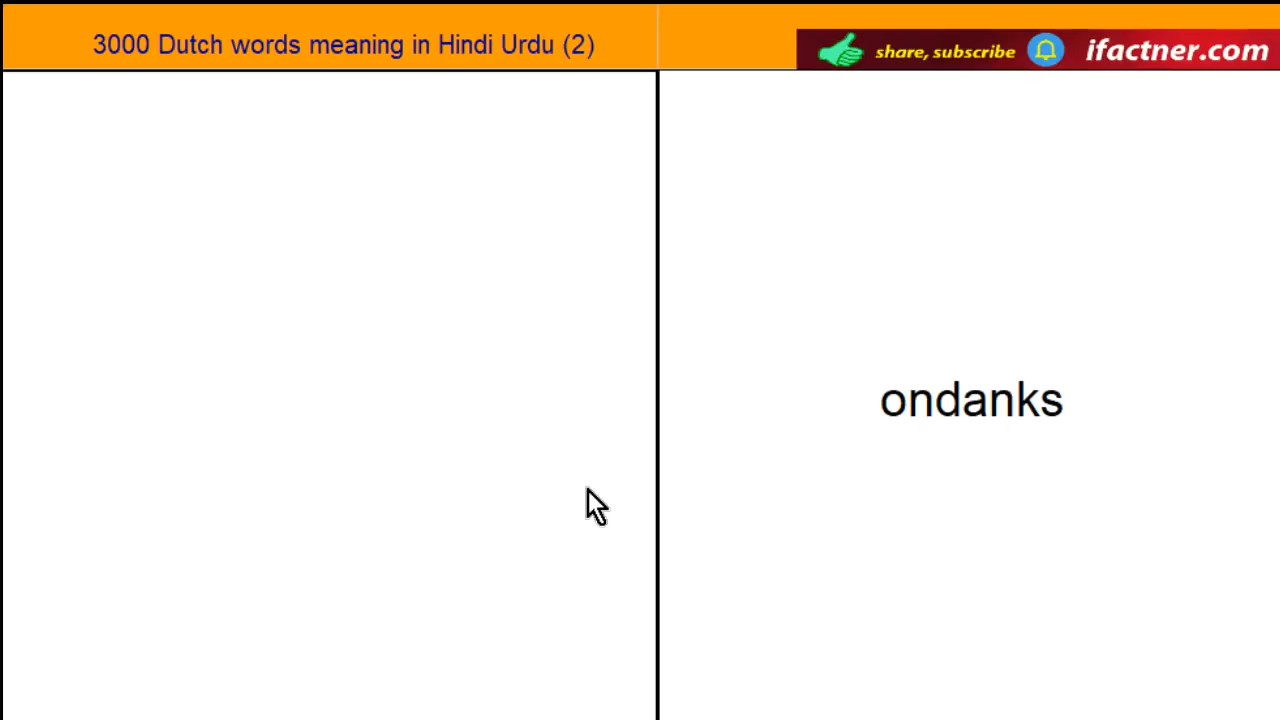 3000 Dutch words meaning in Hindi Urdu (2)
share, subscribe
ifactner.com
ondanks